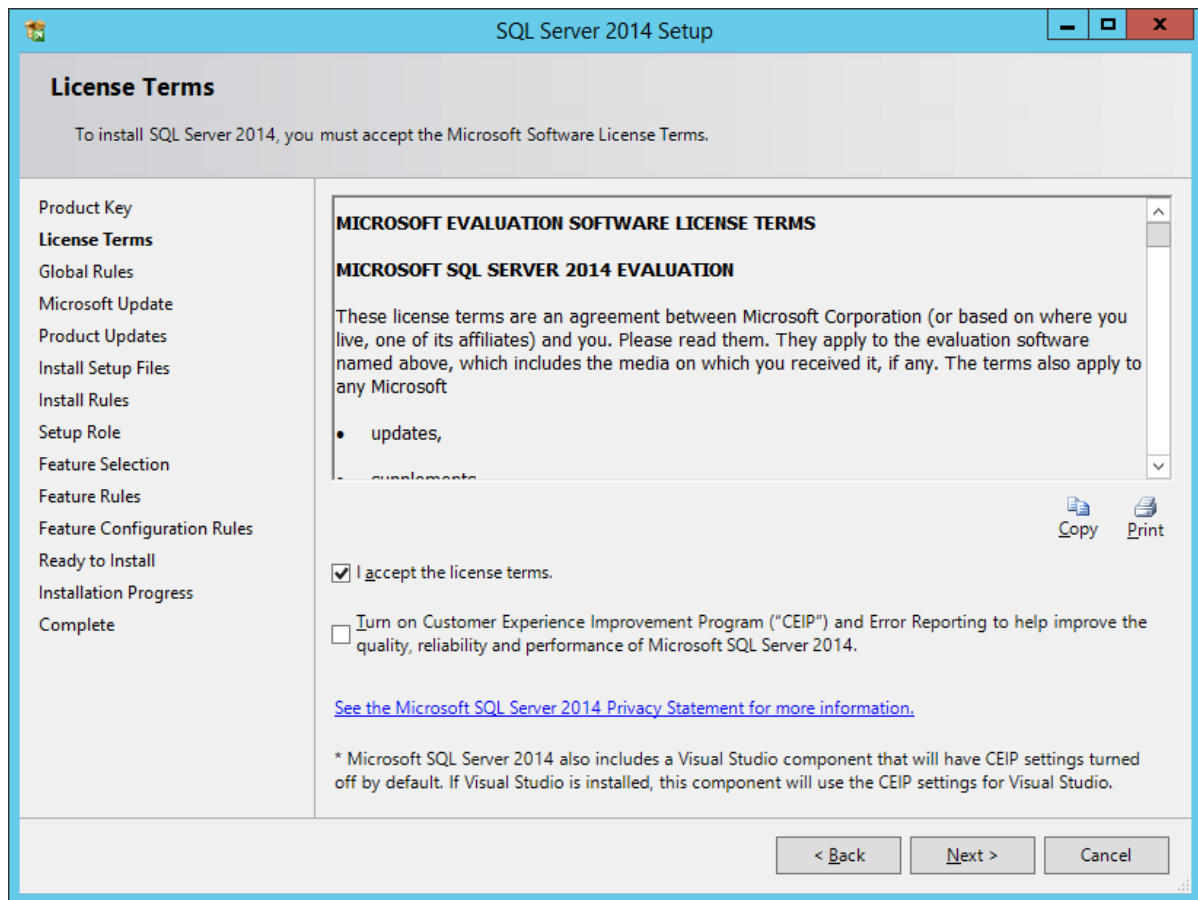 SQL Server 2014 Setup
License Terms
To install SQL Server 2014, you must accept the Microsoft Software License Terms.
Product Key
License Terms
Global Rules
Microsoft Update
Product Updates
Install Setup Files
Install Rules
Setup Role
Feature Selection
Feature Rules
Feature Configuration Rules
Ready to Install
Installation Progress
Complete
MICROSOFT EVALUATION SOFTWARE LICENSE TERMS
MICROSOFT SQL SERVER 2014 EVALUATION
These license terms are an agreement between Microsoft Corporation (or based on where you
live, one of its affiliates) and you. Please read them. They apply to the evaluation software
named above, which includes the media on which you received it, if any. The terms also apply to
any Microsoft
• updates,
• supplements
Copy
Print
I accept the license terms.
Turn on Customer Experience Improvement Program (“CEIP”) and Error Reporting to help improve the
quality, reliability and performance of Microsoft SQL Server 2014.
See the Microsoft SQL Server 2014 Privacy Statement for more information.
* Microsoft SQL Server 2014 also includes a Visual Studio component that will have CEIP settings turned
off by default. If Visual Studio is installed, this component will use the CEIP settings for Visual Studio.
< Back
Next >
Cancel